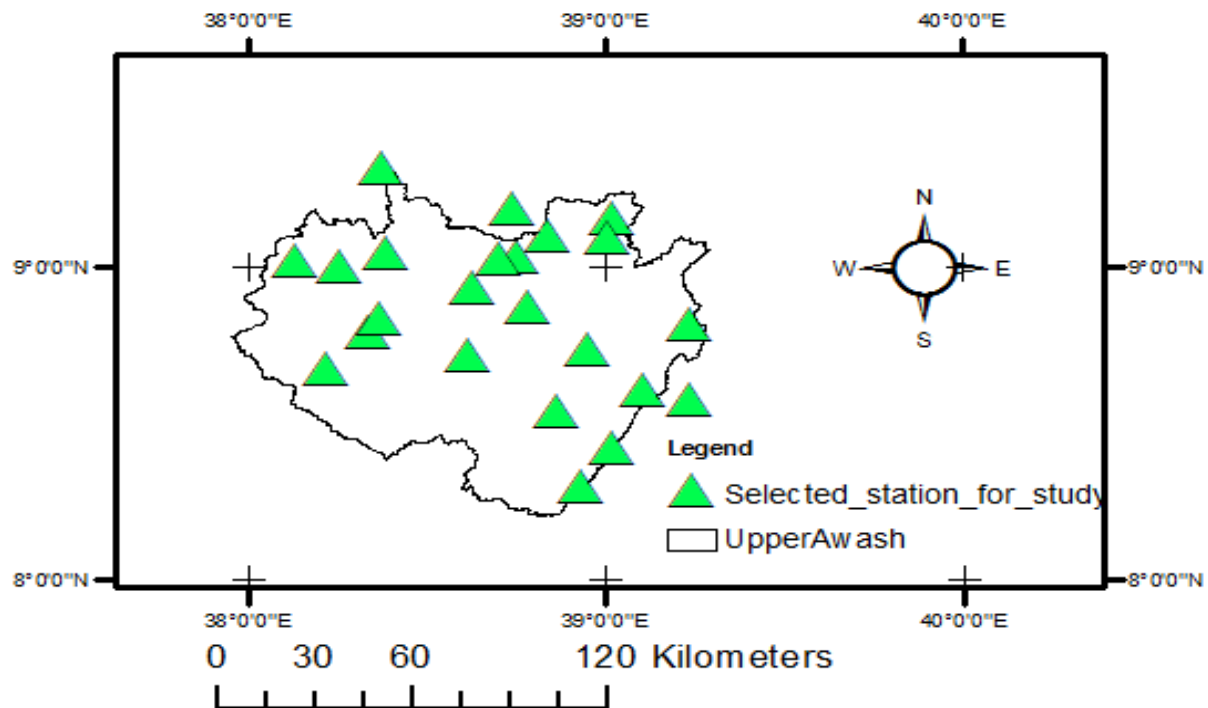 38°0'0"E 39°0'0"E 40°0'0"E
N
9°0'0"N W E 9°0'0"N
S
Legend
Selected_station_for_study
UpperAwash
8°0'0"N 8°0'0"N
38°0'0"E 39°0'0"E 40°0'0"E
0 30 60 120 Kilometers